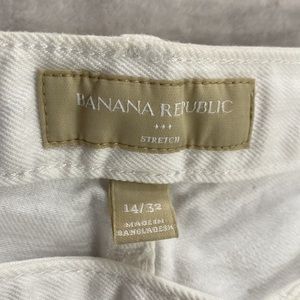 BANANA REPUBLIC
STRETCH
14/32
MADE IN
BANGLADESH